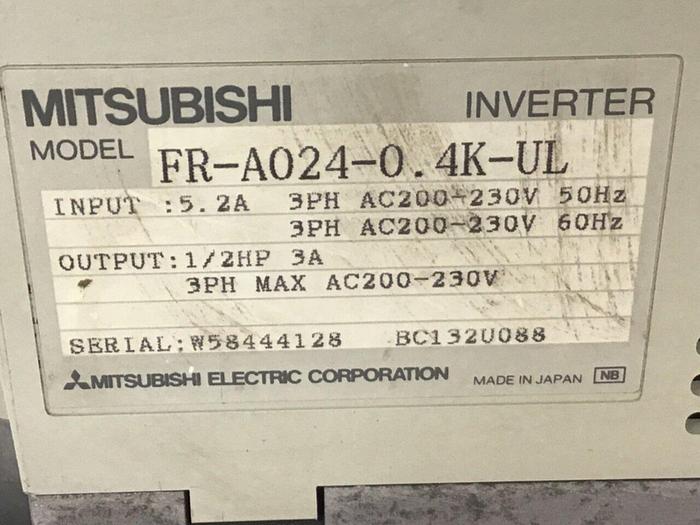 MITSUBISHI INVERTER
MODEL FR-A024-0.4K-UL
INPUT :5.2A 3PH AC200-230V 50Hz
3PH AC200-230V 60Hz
OUTPUT:1/2HP 3A
3PH MAX AC200-230V
SERIAL:W58444128 BC132U088
MITSUBISHI ELECTRIC CORPORATION MADE IN JAPAN NB